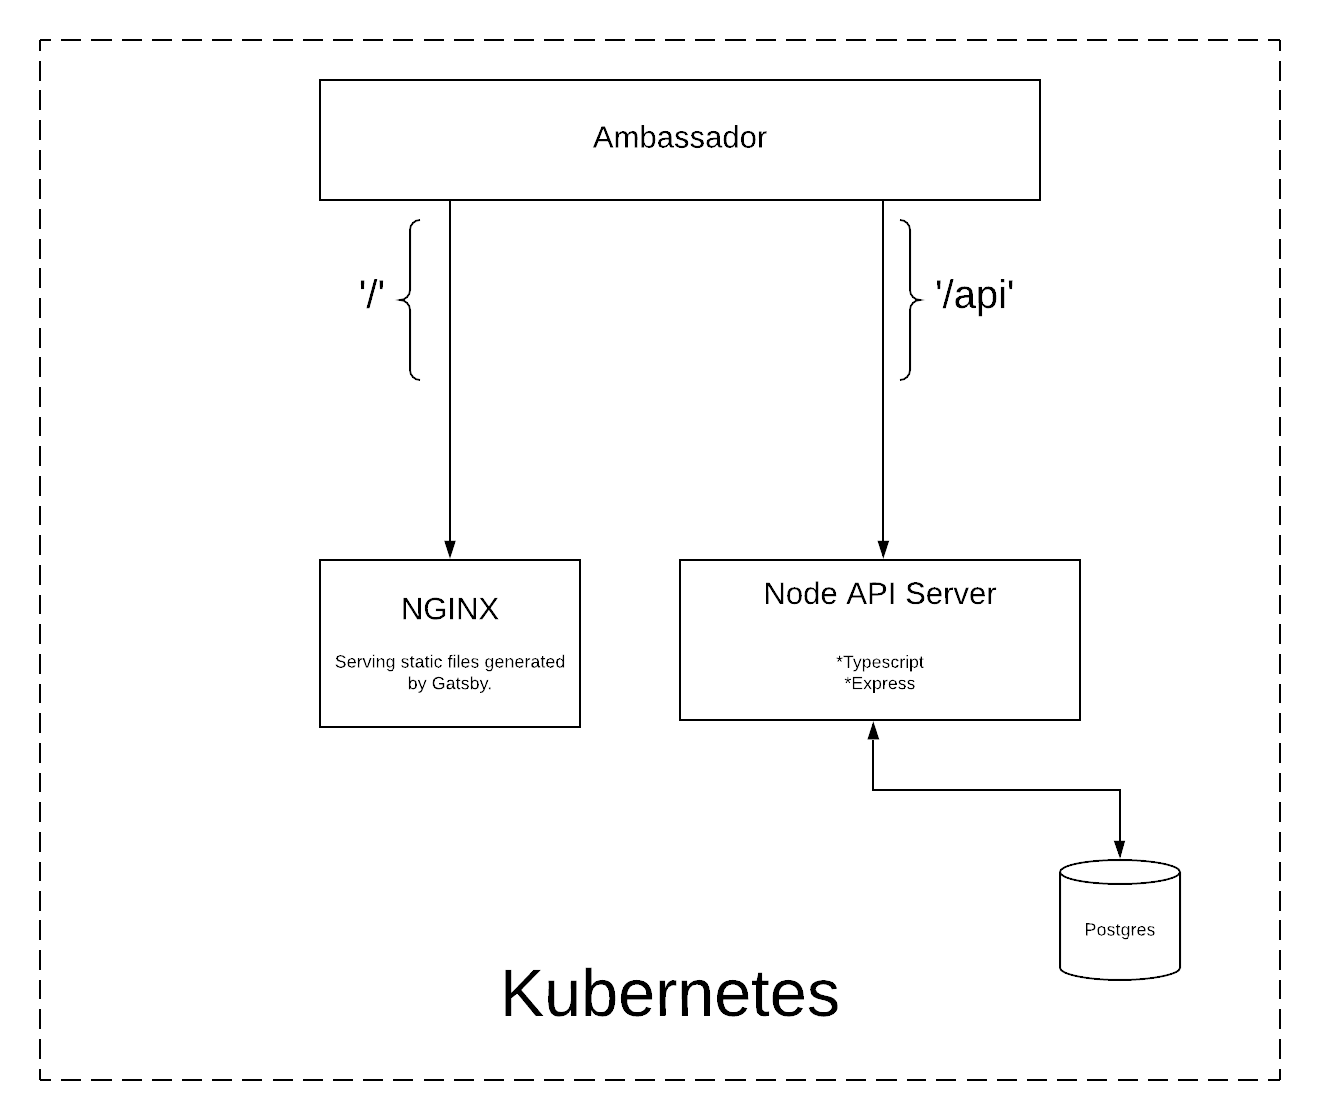 Ambassador
'/'
'/api'
NGINX
Serving static files generated
by Gatsby.
Node API Server
*Typescript
*Express
Postgres
Kubernetes